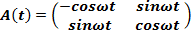 A(t) = (-cosωt sinωt
sinωt cosωt)